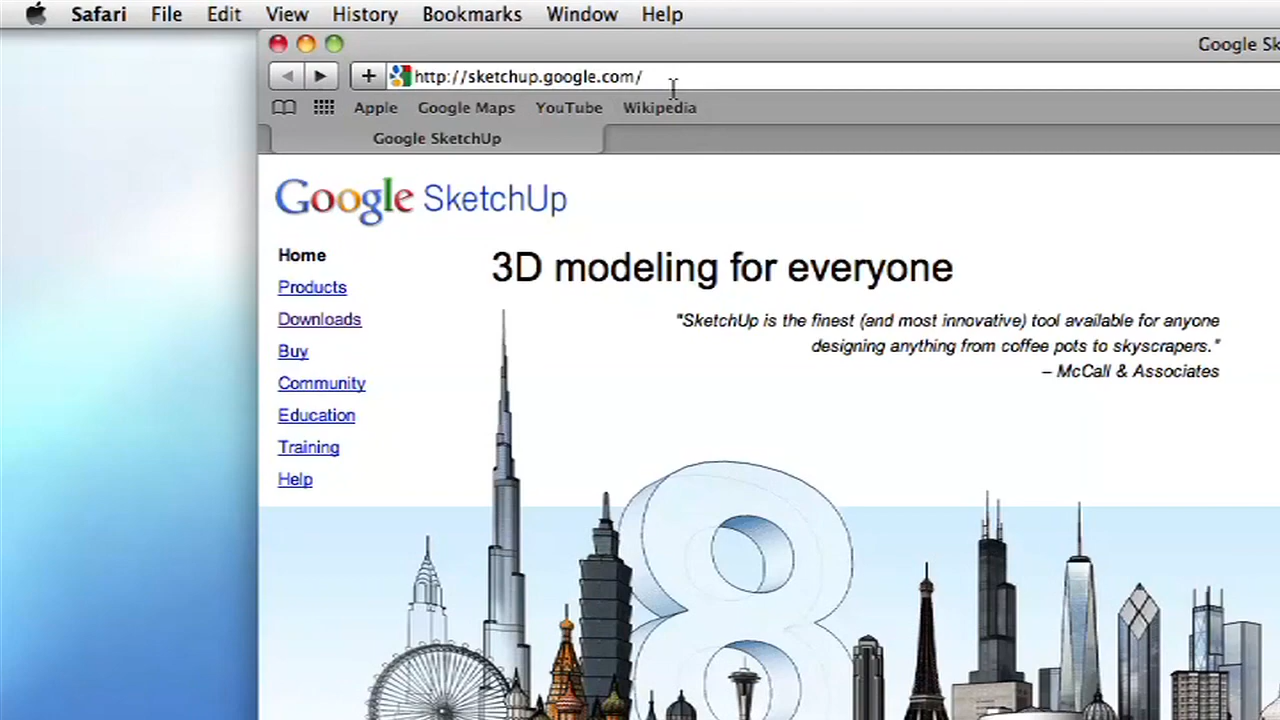 Safari File Edit View History Bookmarks Window Help
Google Sk
http://sketchup.google.com/
Apple Google Maps YouTube Wikipedia
Google SketchUp
Google SketchUp
Home
Products
Downloads
Buy
Community
Education
Training
Help
3D modeling for everyone
"SketchUp is the finest (and most innovative) tool available for anyone
designing anything from coffee pots to skyscrapers."
– McCall & Associates
8